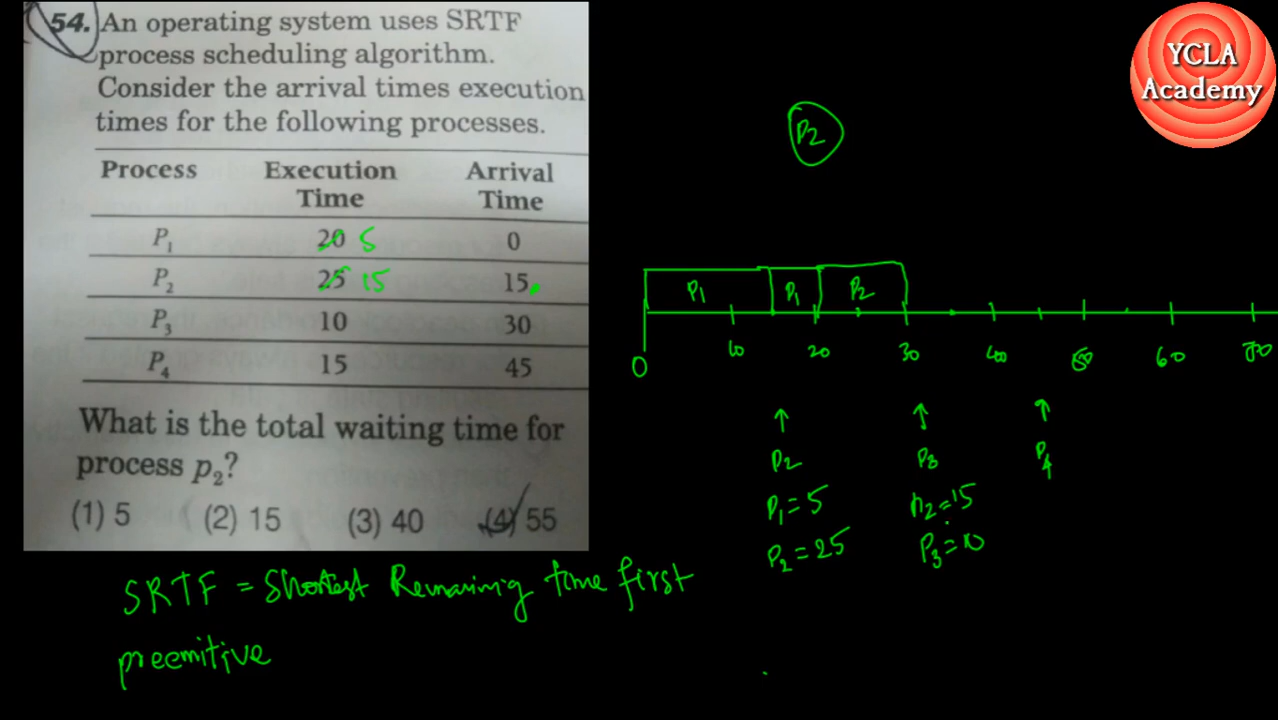 54. An operating system uses SRTF
process scheduling algorithm.
Consider the arrival times execution
times for the following processes.
Process Execution Time Arrival Time
P1 20 5 0
P2 25 15 15
P3 10 30
P4 15 45
What is the total waiting time for
process p2?
(1) 5 (2) 15 (3) 40 (4) 55
YCLA
Academy
P2
P1 P1 P2
0 10 20 30 40 50 60 70
↑ ↑ ↑
P2 P3 P4
P1 = 5 P2 = 15
P2 = 25 P3 = 10
SRTF = Shortest Remaining time first
preemitive